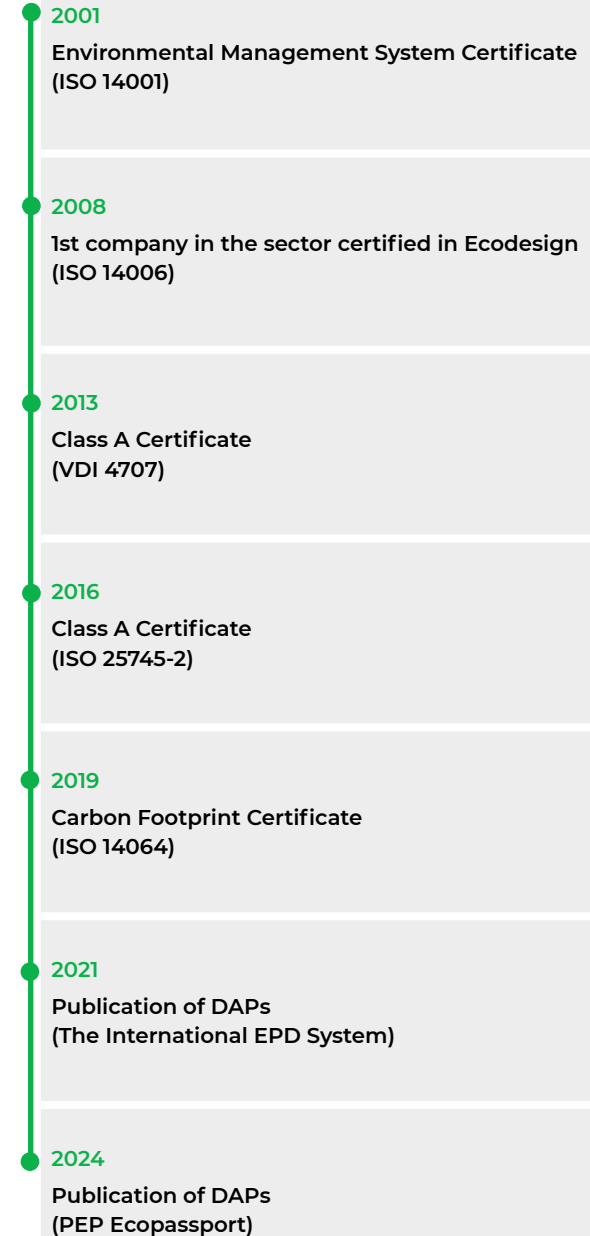 2001
Environmental Management System Certificate
(ISO 14001)
2008
1st company in the sector certified in Ecodesign
(ISO 14006)
2013
Class A Certificate
(VDI 4707)
2016
Class A Certificate
(ISO 25745-2)
2019
Carbon Footprint Certificate
(ISO 14064)
2021
Publication of DAPs
(The International EPD System)
2024
Publication of DAPs
(PEP Ecopassport)